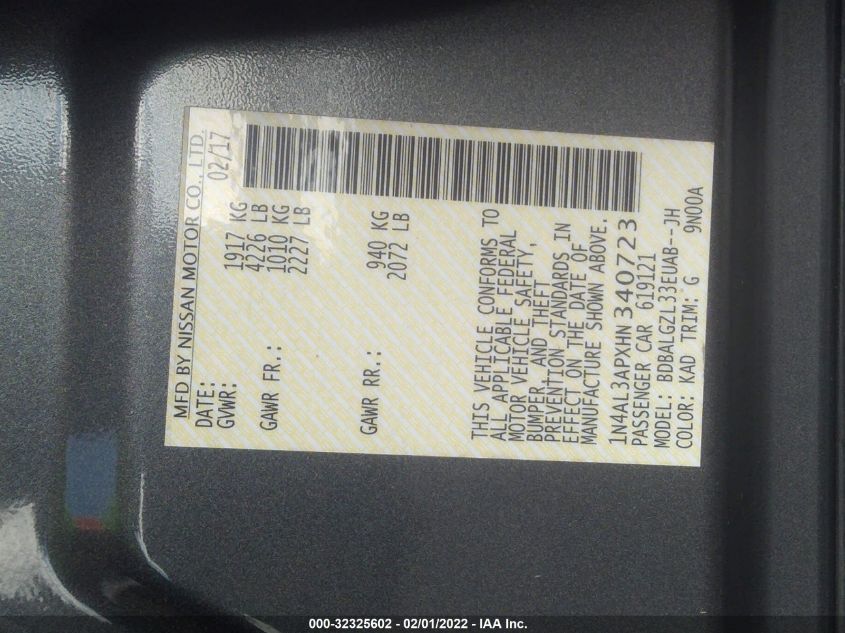 MFD BY NISSAN MOTOR CO., LTD.
DATE: 02/17
GVWR: 1917 KG
4226 LB
GAWR FR.: 1010 KG
2227 LB
GAWR RR.: 940 KG
2072 LB
THIS VEHICLE CONFORMS TO
ALL APPLICABLE FEDERAL
MOTOR VEHICLE SAFETY,
BUMPER, AND THEFT
PREVENTION STANDARDS IN
EFFECT ON THE DATE OF
MANUFACTURE SHOWN ABOVE.
1N4AL3APXHN340723
PASSENGER CAR 619121
MODEL: BDBALGZL33EUAB--JH
COLOR: KAD TRIM: G 9N00A
000-32325602 - 02/01/2022 - IAA Inc.